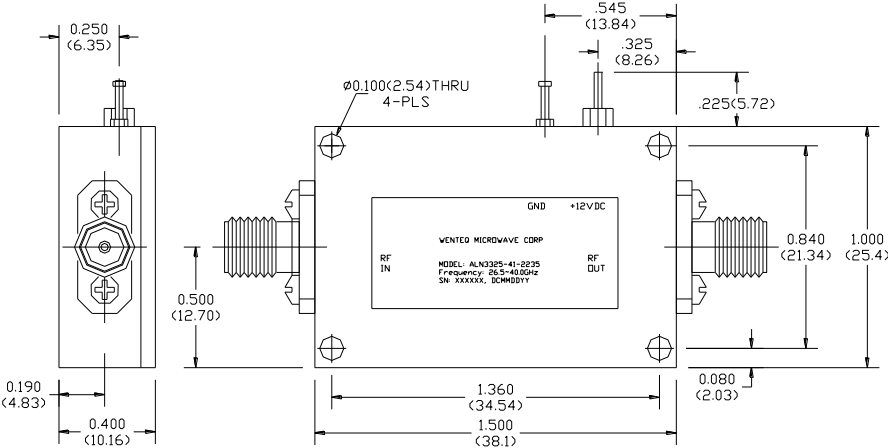 .545
(13.84)
0.250
(6.35)
.325
(8.26)
Ø0.100(2.54)THRU
4-PLS
.225(5.72)
GND +12VDC
WENTEQ MICROWAVE CORP
RF
IN
MODEL: ALN3325-41-2235
Frequency: 26.5-40.0GHz
SN: XXXXXX, DCMMDDYY
RF
OUT
0.840
(21.34)
1.000
(25.4)
0.500
(12.70)
0.190
(4.83)
0.400
(10.16)
1.360
(34.54)
1.500
(38.1)
0.080
(2.03)